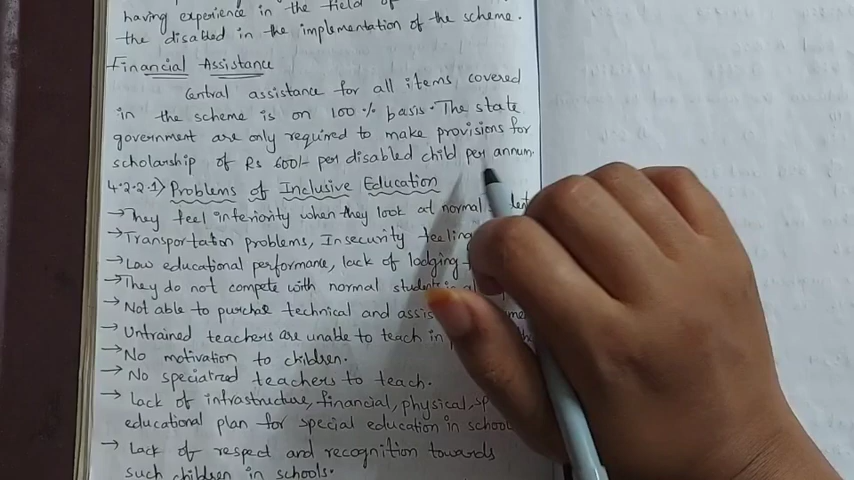 having experience in the field of
the disabled in the implementation of the scheme.
Financial Assistance
Central assistance for all items covered
in the scheme is on 100% basis. The state
government are only required to make provisions for
scholarship of Rs 600/- per disabled child per annum.
4.2.2.1) Problems of Inclusive Education
→ They feel inferiority when they look at normal
→ Transportation problems, Insecurity feeling
→ Low educational performance, lack of lodging
→ They do not compete with normal students
→ Not able to purchase technical and
→ Untrained teachers are unable to teach in
→ No motivation to children.
→ No specialized teachers to teach.
→ Lack of infrastructure, financial, physical,
educational plan for special education in school
→ Lack of respect and recognition towards
such children in schools.